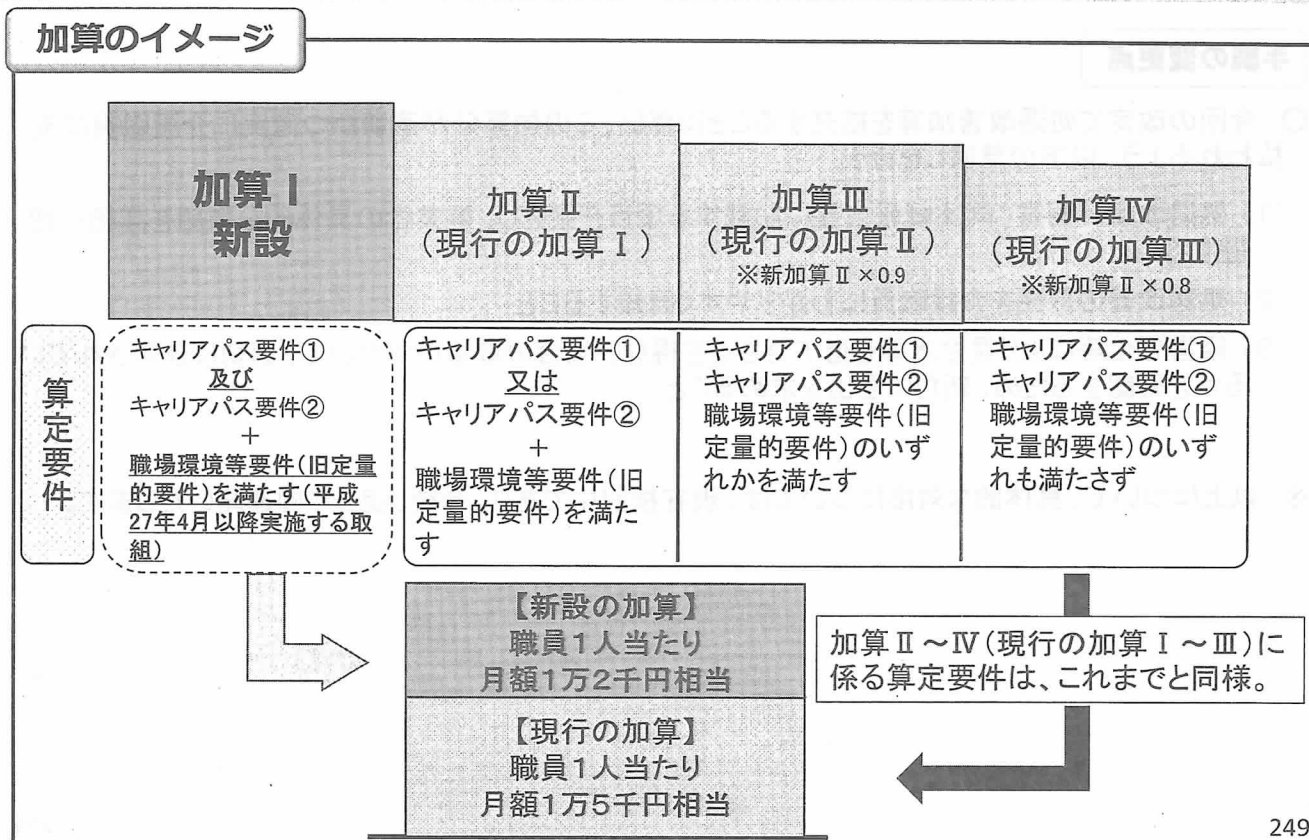 加算のイメージ
加算Ⅰ
新設
加算Ⅱ
(現行の加算Ⅰ)
加算Ⅲ
(現行の加算Ⅱ)
※新加算Ⅱ×0.9
加算Ⅳ
(現行の加算Ⅲ)
※新加算Ⅱ×0.8
算定要件
キャリアパス要件①
及び
キャリアパス要件②
+
職場環境等要件(旧定量
的要件)を満たす(平成
27年4月以降実施する取
組)
キャリアパス要件①
又は
キャリアパス要件②
+
職場環境等要件(旧
定量的要件)を満た
す
キャリアパス要件①
キャリアパス要件②
職場環境等要件(旧
定量的要件)のいず
れかを満たす
キャリアパス要件①
キャリアパス要件②
職場環境等要件(旧
定量的要件)のいず
れも満たさず
【新設の加算】
職員1人当たり
月額1万2千円相当
【現行の加算】
職員1人当たり
月額1万5千円相当
加算Ⅱ~Ⅳ(現行の加算Ⅰ~Ⅲ)に
係る算定要件は、これまでと同様。
249